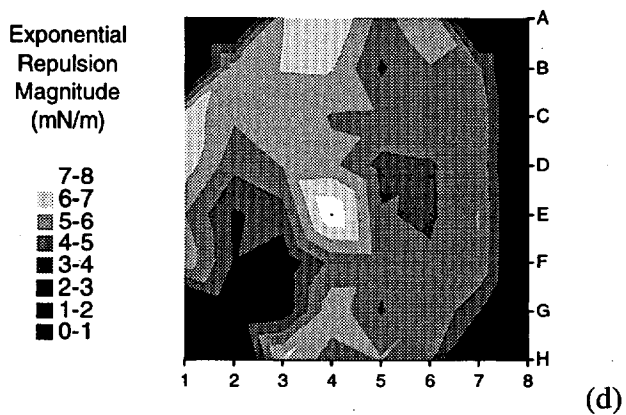 Exponential
Repulsion
Magnitude
(mN/m)
7-8
6-7
5-6
4-5
3-4
2-3
1-2
0-1
A
B
C
D
E
F
G
H
1 2 3 4 5 6 7 8
(d)